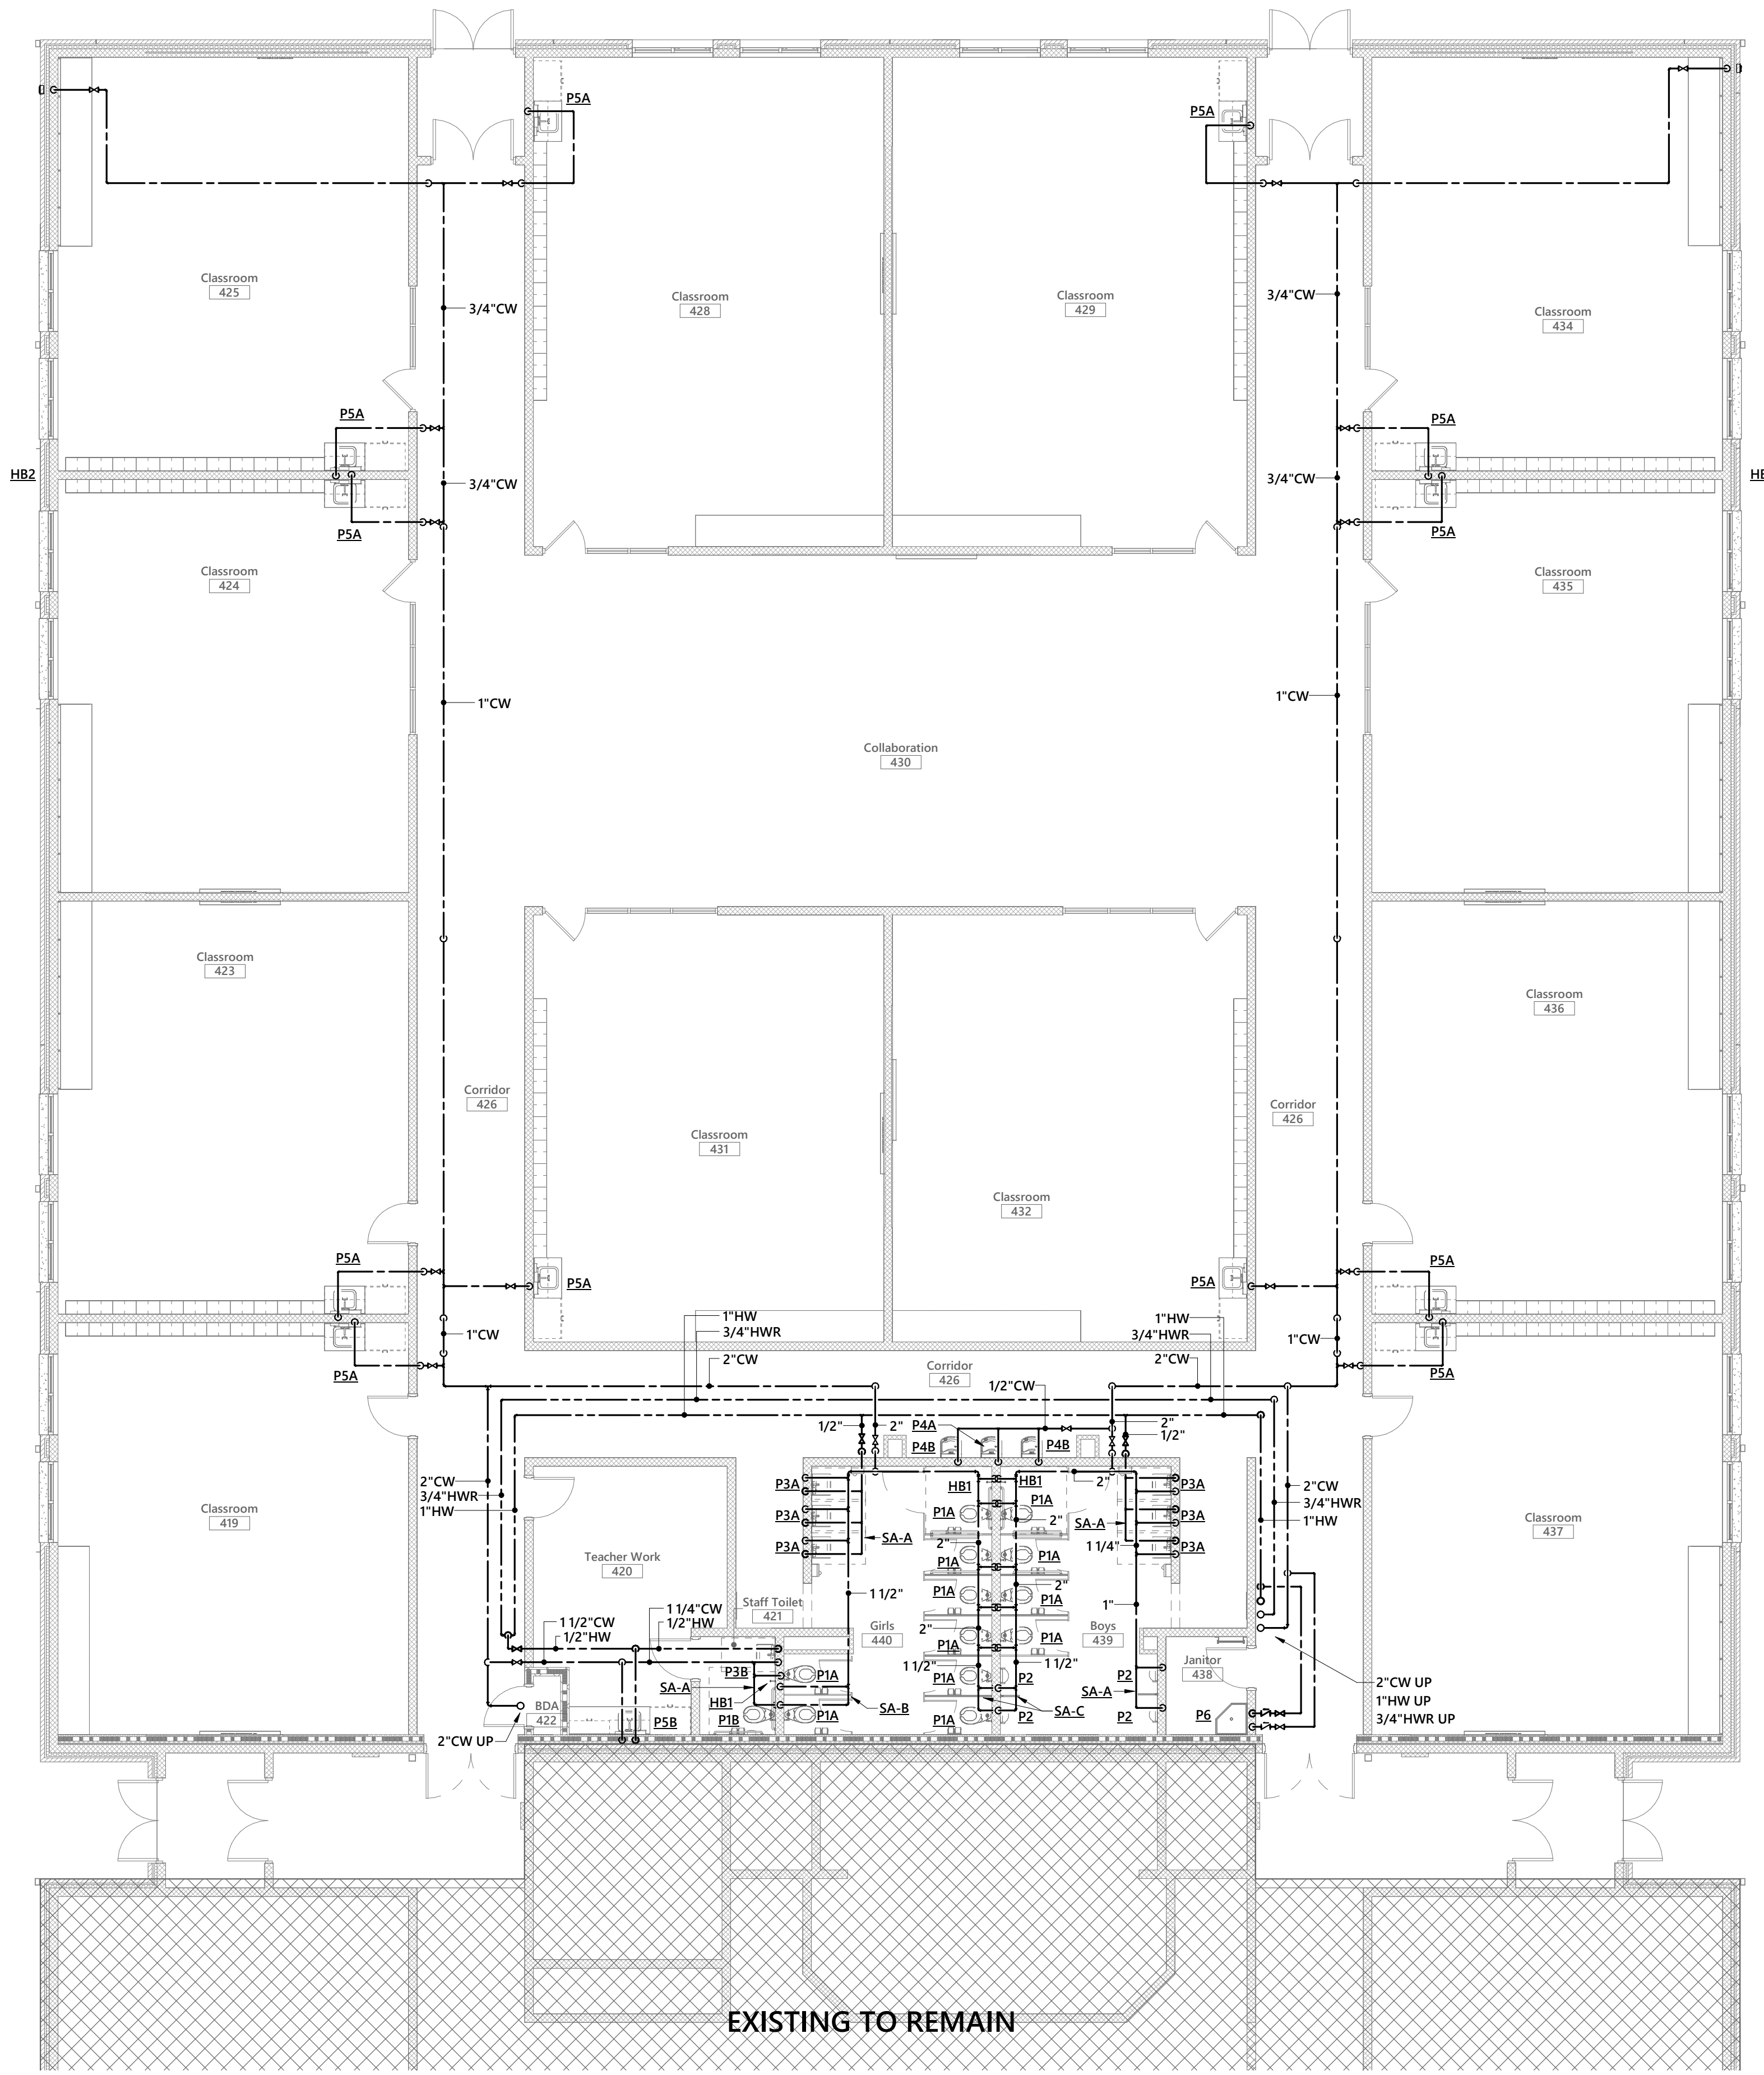 P5A
P5A
Classroom
425
Classroom
428
Classroom
429
Classroom
434
3/4"CW
3/4"CW
P5A
P5A
HB2
3/4"CW
3/4"CW
P5A
P5A
Classroom
424
Classroom
435
1"CW
1"CW
Collaboration
430
Classroom
423
Classroom
436
Corridor
426
Corridor
426
Classroom
431
Classroom
432
P5A
P5A
P5A
P5A
1"HW
3/4"HWR
1"HW
3/4"HWR
1"CW
1"CW
2"CW
2"CW
Corridor
426
P5A
P5A
1/2"CW
1/2"
2"
P4A
P4B
P4B
2"
1/2"
2"CW
3/4"HWR
1"HW
P3A
P3A
P3A
SA-A
HB1
HB1
2"
P1A
P1A
2"
2"
SA-A
1 1/4"
P3A
P3A
P3A
2"CW
3/4"HWR
1"HW
Classroom
419
Classroom
437
Teacher Work
420
P1A
P1A
P1A
P1A
2"
1"
1 1/2"
Staff Toilet
421
1 1/2"CW
1/2"HW
1 1/4"CW
1/2"HW
Girls
440
2"
P1A
P1A
Boys
439
1 1/2"
1 1/2"
Janitor
438
P3B
SA-A
HB1
P1B
P1A
P1A
SA-B
P1A
P1A
P2
P2
SA-C
P2
SA-A
P2
P6
BDA
422
P5B
2"CW UP
2"CW UP
1"HW UP
3/4"HWR UP
EXISTING TO REMAIN